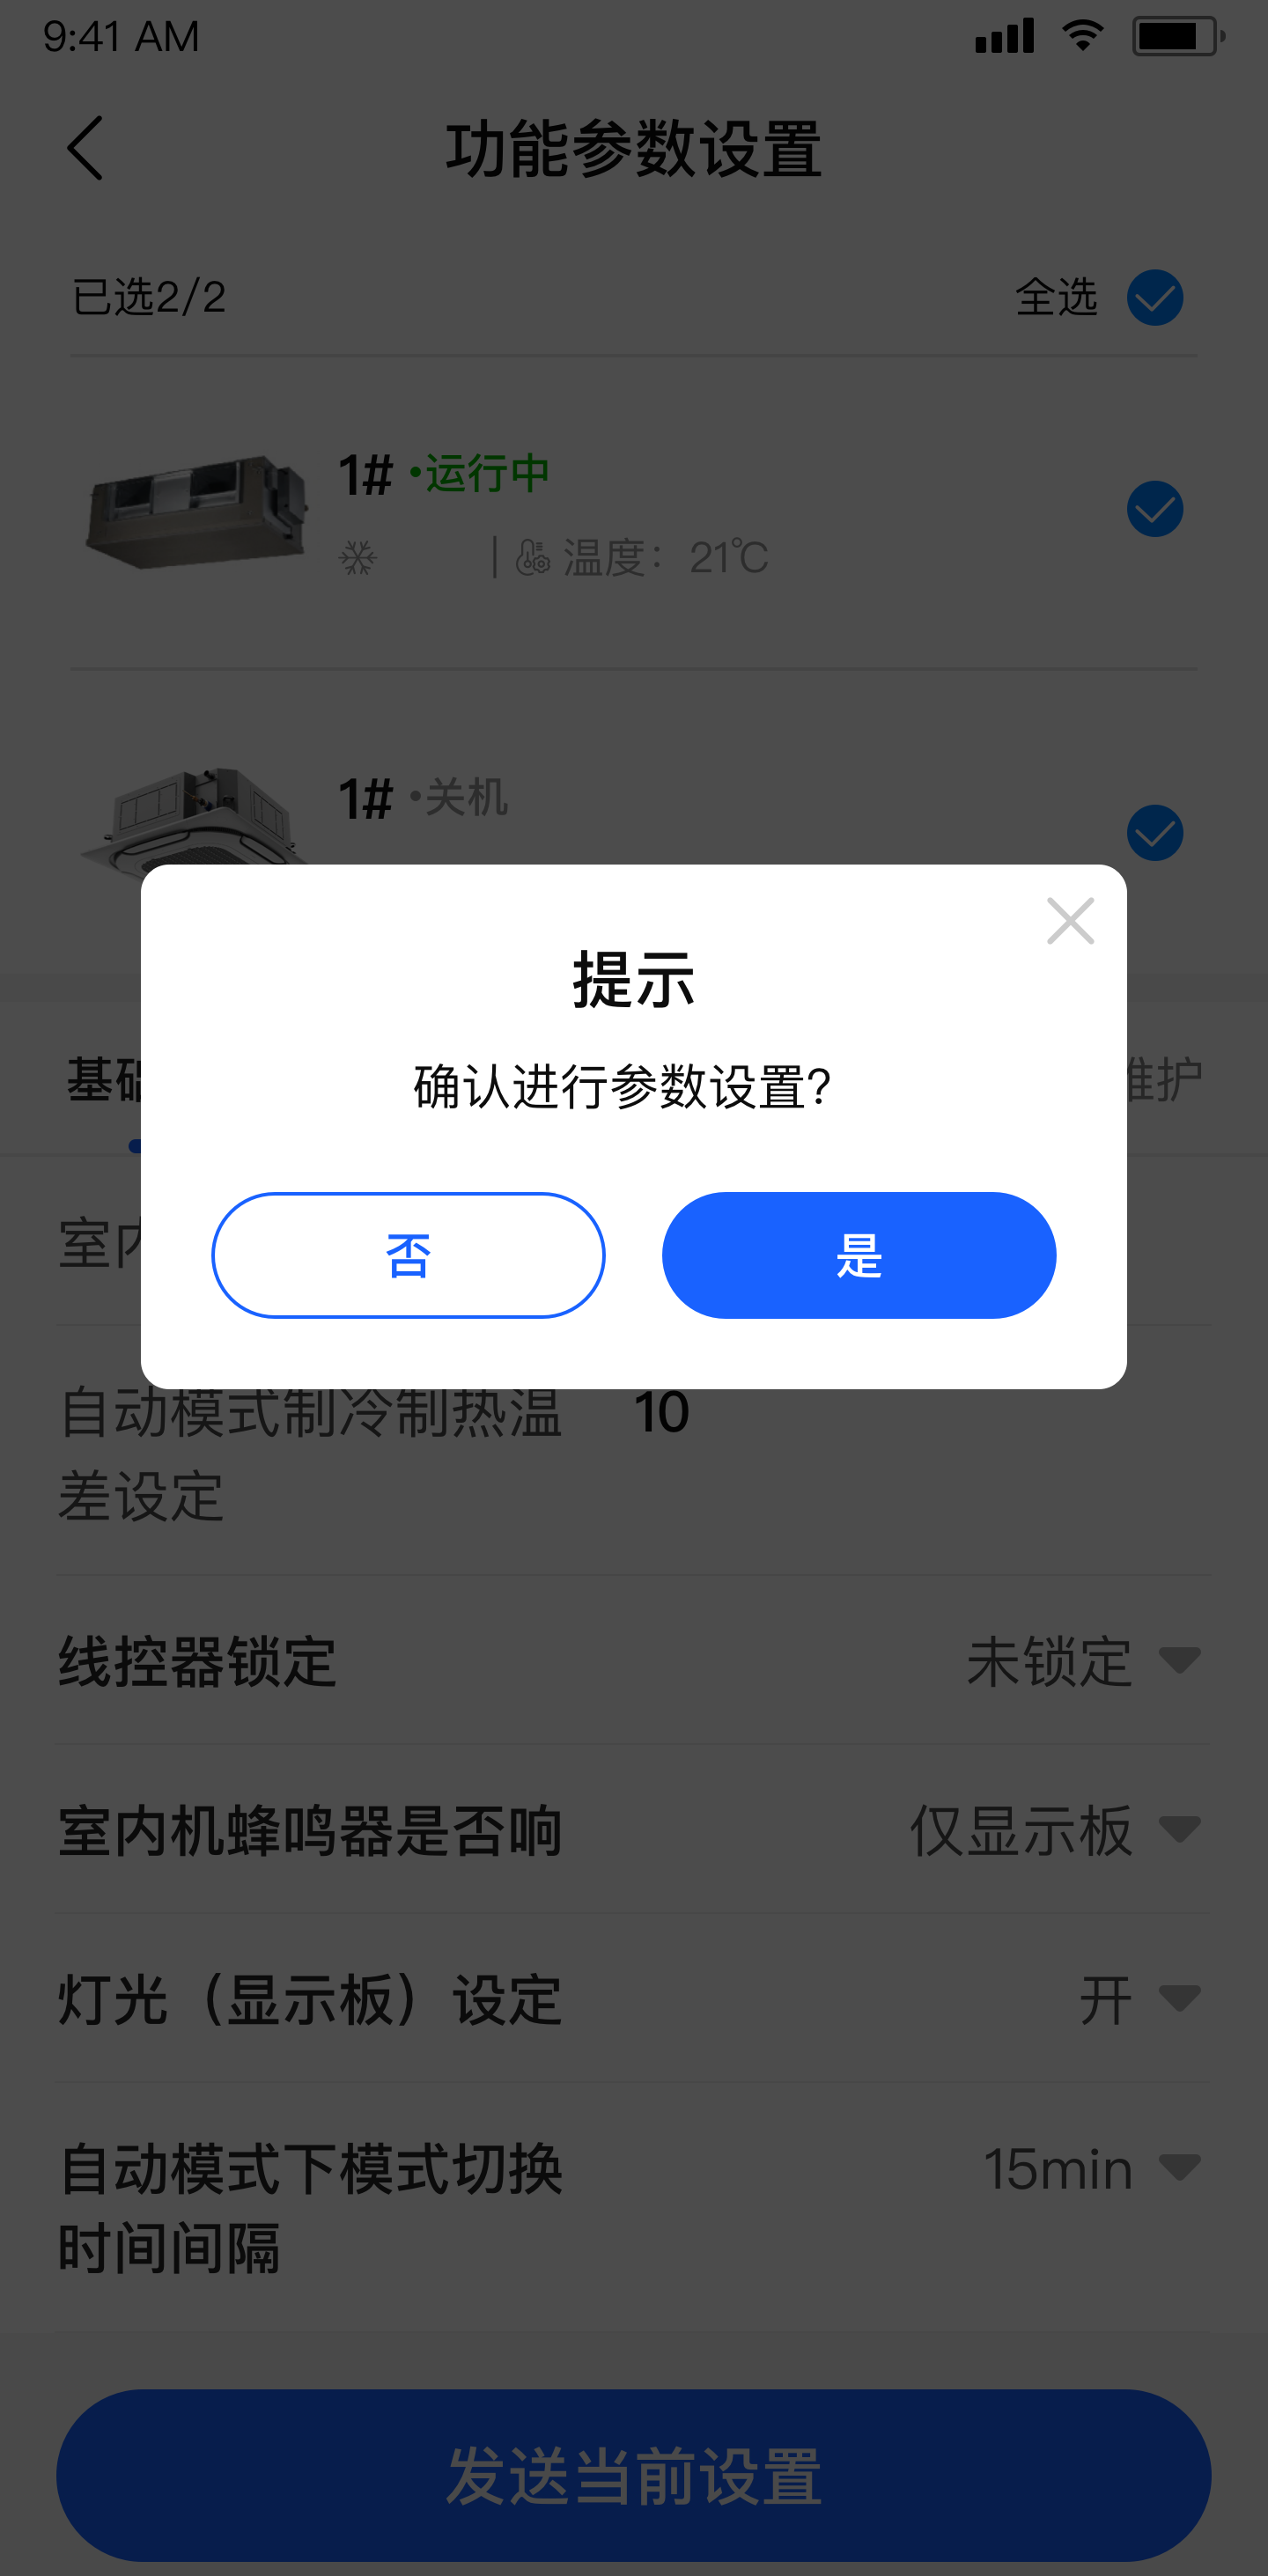 9:41 AM
功能参数设置
已选2/2 全选
1# •运行中
温度：21℃
1# •关机
提示
确认进行参数设置?
否 是
基 护
室
自动模式制冷制热温 10
差设定
线控器锁定 未锁定
室内机蜂鸣器是否响 仅显示板
灯光（显示板）设定 开
自动模式下模式切换 15min
时间间隔
发送当前设置